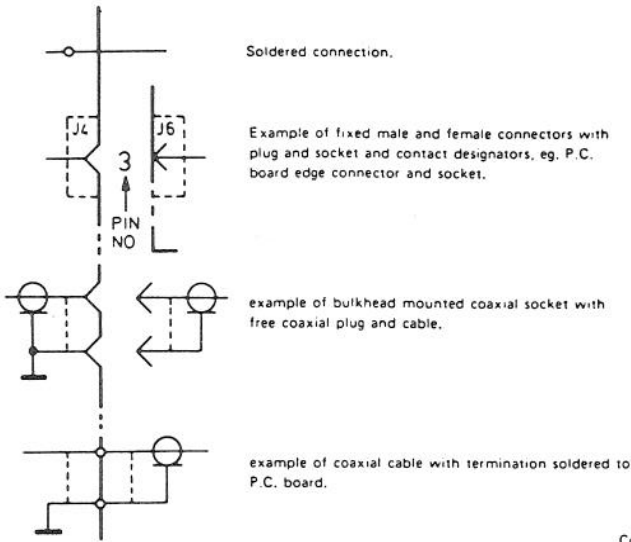 Soldered connection.
J4
J6
3
PIN
NO
Example of fixed male and female connectors with
plug and socket and contact designators, eg. P.C.
board edge connector and socket.
example of bulkhead mounted coaxial socket with
free coaxial plug and cable.
example of coaxial cable with termination soldered to
P.C. board.